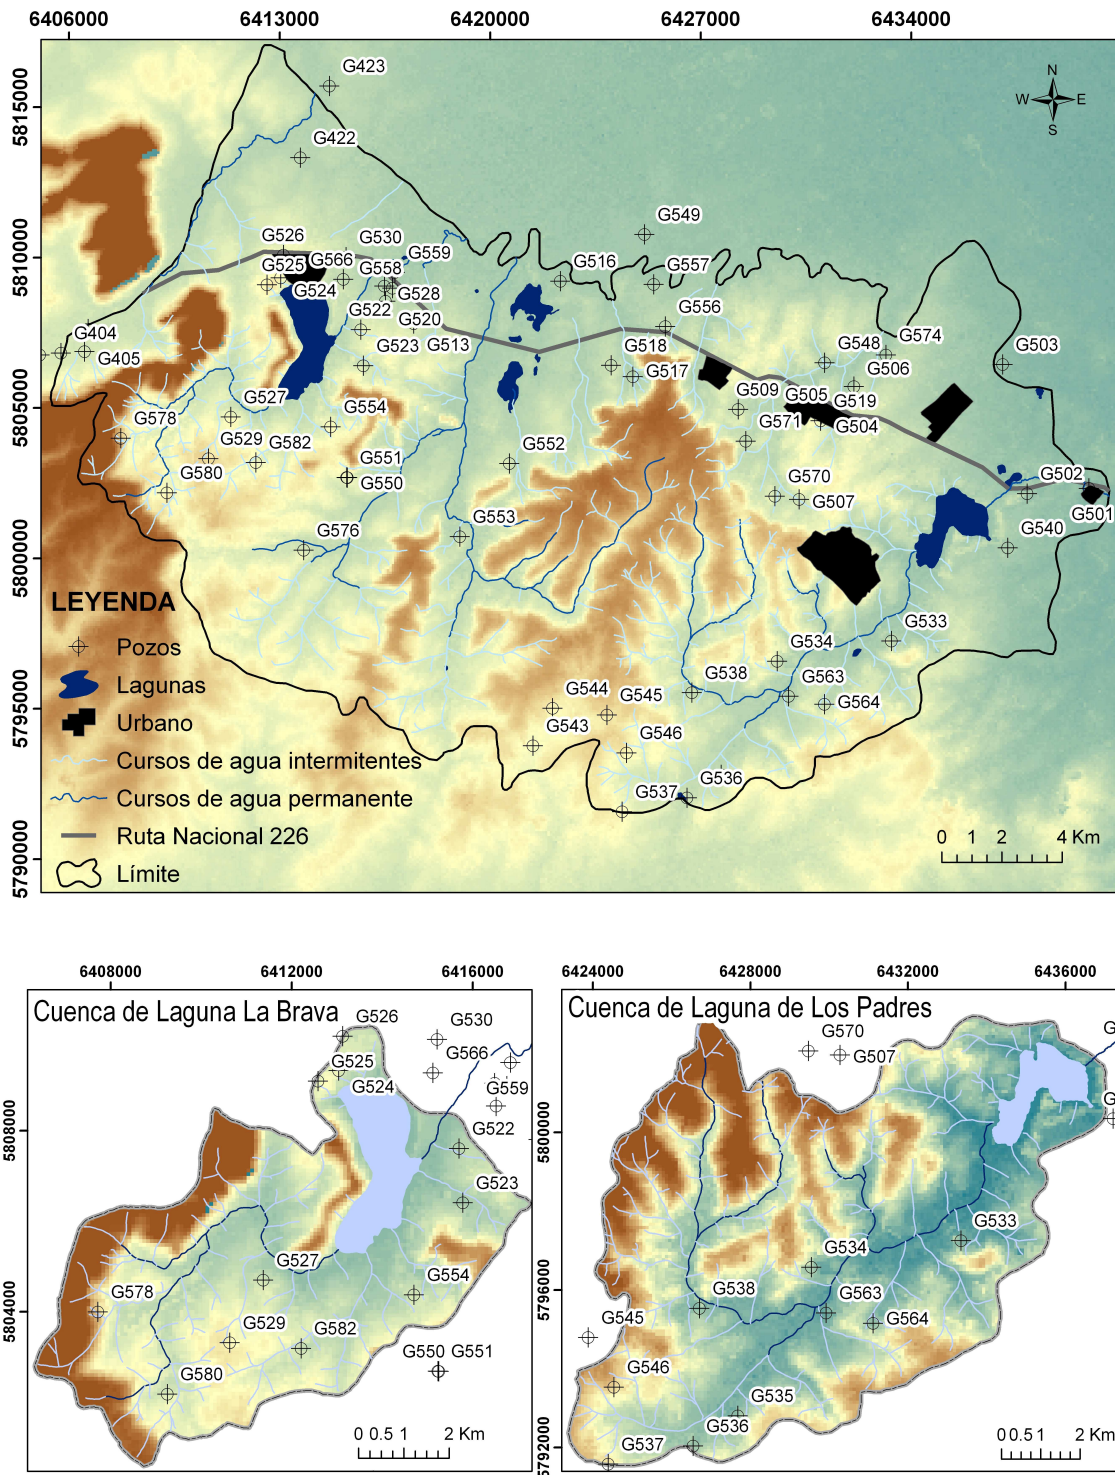 6406000 6413000 6420000 6427000 6434000
5815000
5810000
5805000
5800000
5795000
5790000
N
W E
S
G423
G422
G549
G526
G530
G559
G516
G557
G525
G566
G558
G524
G528
G522
G520
G556
G513
G404
G523
G518
G548
G574
G503
G405
G517
G506
G527
G554
G509
G505
G519
G578
G571
G504
G529
G582
G552
G580
G551
G550
G570
G502
G507
G501
G576
G553
G540
G533
G534
G538
G563
G564
G544
G545
G543
G546
G536
G537
LEYENDA
Pozos
Lagunas
Urbano
Cursos de agua intermitentes
Cursos de agua permanente
Ruta Nacional 226
Límite
0 1 2 4 Km
6408000 6412000 6416000
5808000
5804000
Cuenca de Laguna La Brava
G526
G530
G525
G566
G524
G559
G522
G523
G527
G554
G578
G529
G582
G550
G551
G580
0 0.5 1 2 Km
6424000 6428000 6432000 6436000
5800000
5796000
5792000
Cuenca de Laguna de Los Padres
G570
G507
G
G
G533
G534
G538
G563
G564
G545
G546
G535
G536
G537
0 0.5 1 2 Km